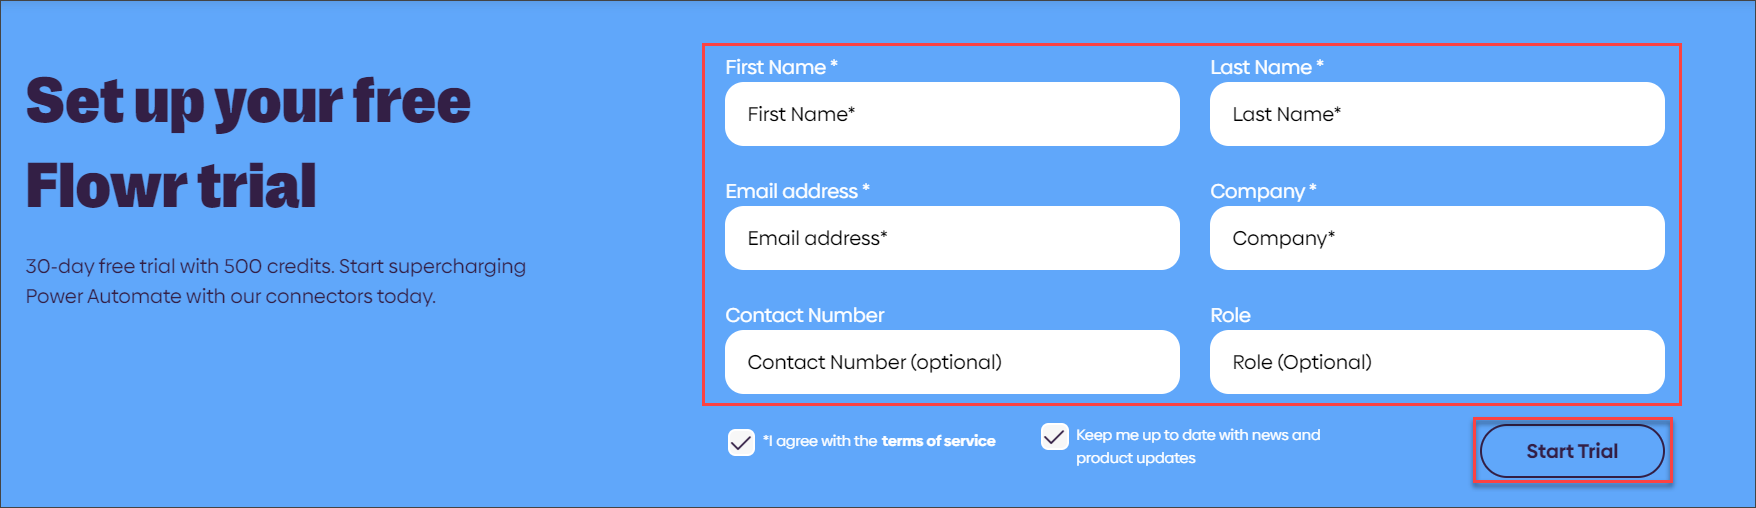 Set up your free
Flowr trial
30-day free trial with 500 credits. Start supercharging
Power Automate with our connectors today.
First Name *
First Name*
Last Name *
Last Name*
Email address *
Email address*
Company *
Company*
Contact Number
Contact Number (optional)
Role
Role (Optional)
*I agree with the terms of service
Keep me up to date with news and
product updates
Start Trial